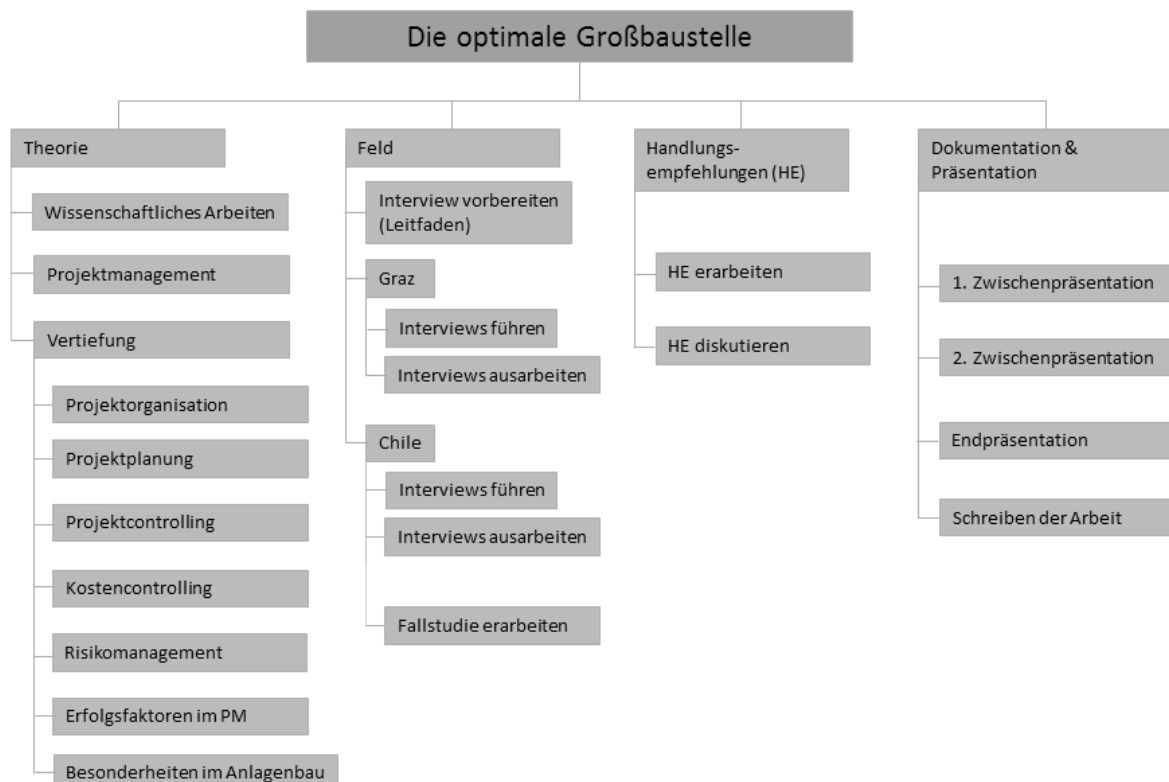 Die optimale Großbaustelle
Theorie
Wissenschaftliches Arbeiten
Projektmanagement
Vertiefung
Projektorganisation
Projektplanung
Projektcontrolling
Kostencontrolling
Risikomanagement
Erfolgsfaktoren im PM
Besonderheiten im Anlagenbau
Feld
Interview vorbereiten
(Leitfaden)
Graz
Interviews führen
Interviews ausarbeiten
Chile
Interviews führen
Interviews ausarbeiten
Fallstudie erarbeiten
Handlungs-
empfehlungen (HE)
HE erarbeiten
HE diskutieren
Dokumentation &
Präsentation
1. Zwischenpräsentation
2. Zwischenpräsentation
Endpräsentation
Schreiben der Arbeit